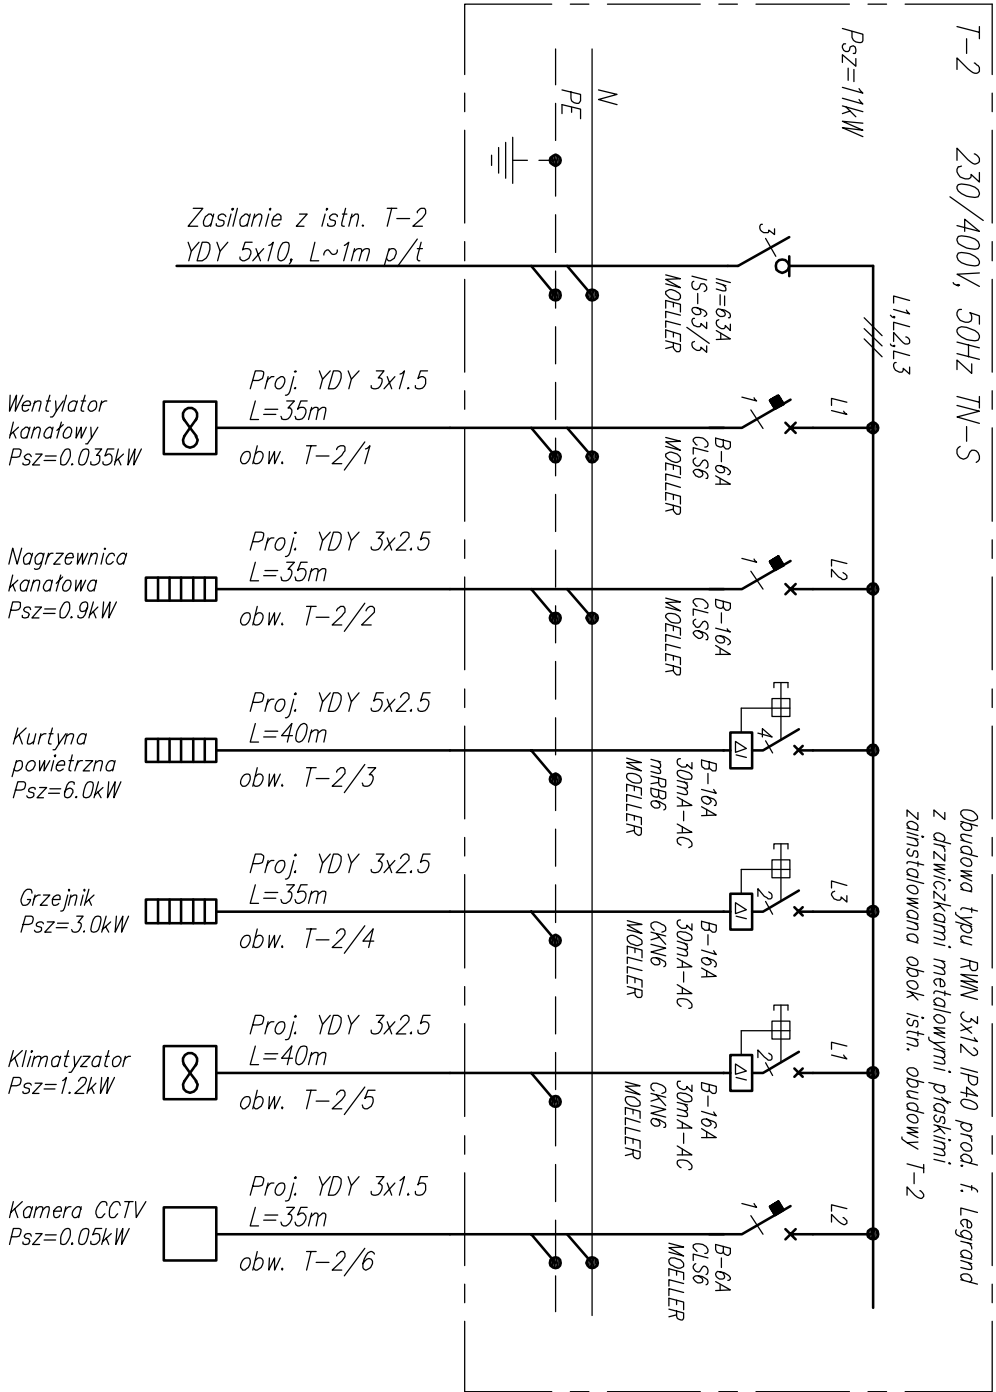 T-2 230/400V, 50Hz TN-S
Psz=11kW
Obudowa typu RWN 3x12 IP40 prod. f. Legrand
z drzwiczkami metalowymi płaskimi
zainstalowana obok istn. obudowy T-2
N
PE
L1,L2,L3
Zasilanie z istn. T-2
YDY 5x10, L~1m p/t
3
In=63A
IS-63/3
MOELLER
Wentylator
kanałowy
Psz=0.035kW
Proj. YDY 3x1.5
L=35m
obw. T-2/1
B-6A
CLS6
MOELLER
1
L1
Nagrzewnica
kanałowa
Psz=0.9kW
Proj. YDY 3x2.5
L=35m
obw. T-2/2
B-16A
CLS6
MOELLER
1
L2
Kurtyna
powietrzna
Psz=6.0kW
Proj. YDY 5x2.5
L=40m
obw. T-2/3
B-16A
30mA-AC
mRB6
MOELLER
ΔI
4
Grzejnik
Psz=3.0kW
Proj. YDY 3x2.5
L=35m
obw. T-2/4
B-16A
30mA-AC
CKN6
MOELLER
ΔI
2
L3
Klimatyzator
Psz=1.2kW
Proj. YDY 3x2.5
L=40m
obw. T-2/5
B-16A
30mA-AC
CKN6
MOELLER
ΔI
2
L1
Kamera CCTV
Psz=0.05kW
Proj. YDY 3x1.5
L=35m
obw. T-2/6
B-6A
CLS6
MOELLER
1
L2